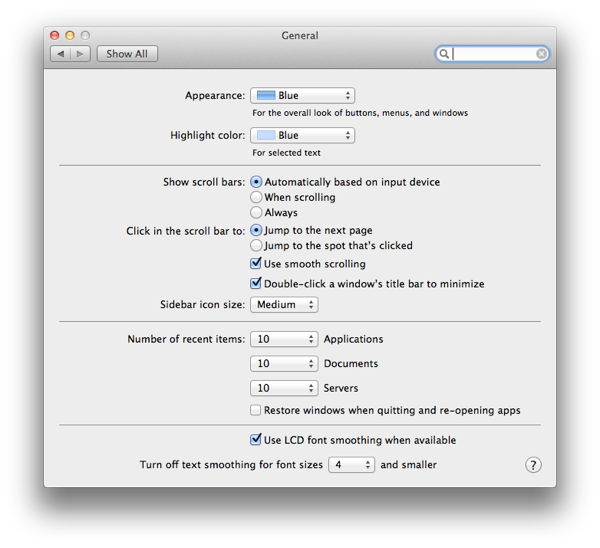 General
Show All
Appearance: Blue
For the overall look of buttons, menus, and windows
Highlight color: Blue
For selected text
Show scroll bars: Automatically based on input device
When scrolling
Always
Click in the scroll bar to: Jump to the next page
Jump to the spot that's clicked
Use smooth scrolling
Double-click a window's title bar to minimize
Sidebar icon size: Medium
Number of recent items: 10 Applications
10 Documents
10 Servers
Restore windows when quitting and re-opening apps
Use LCD font smoothing when available
Turn off text smoothing for font sizes 4 and smaller ?